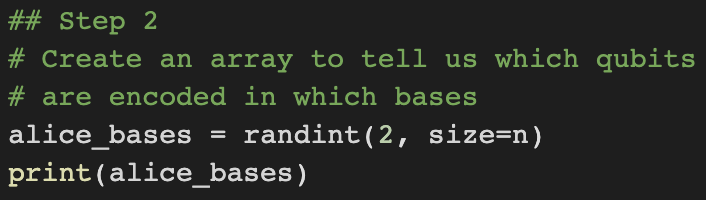 ## Step 2
# Create an array to tell us which qubits
# are encoded in which bases
alice_bases = randint(2, size=n)
print(alice_bases)